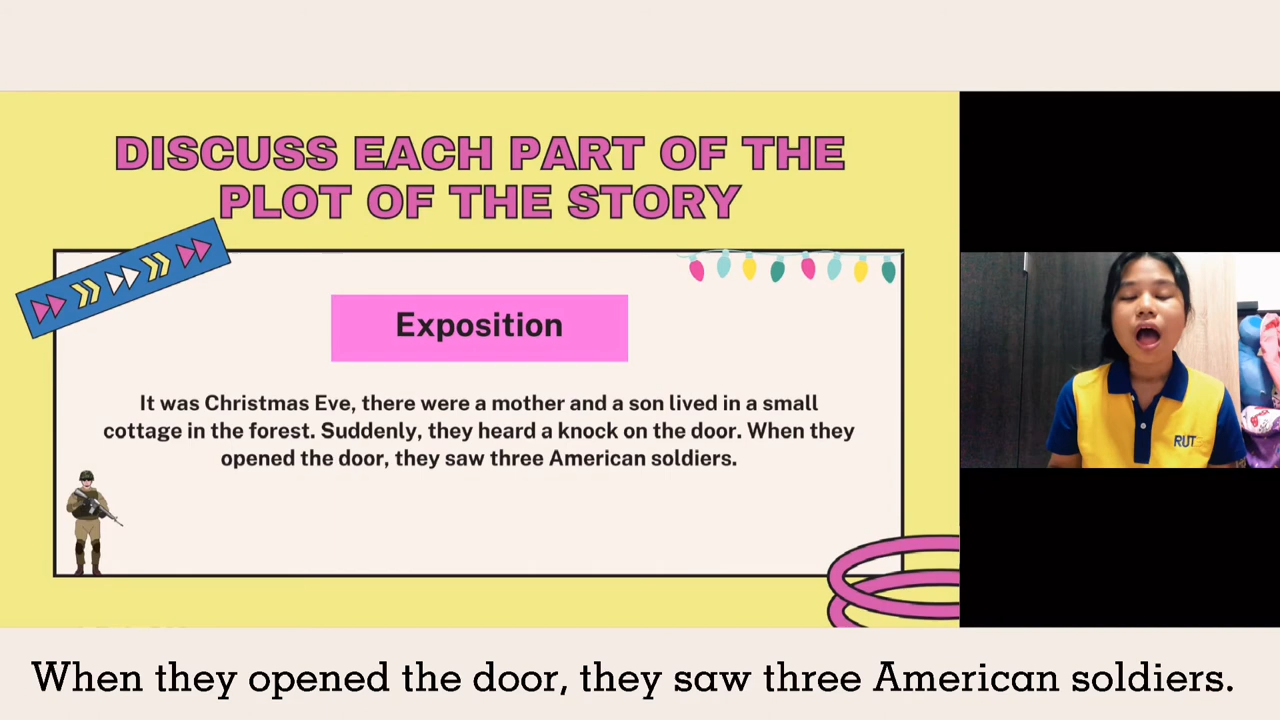 DISCUSS EACH PART OF THE
PLOT OF THE STORY
Exposition
It was Christmas Eve, there were a mother and a son lived in a small
cottage in the forest. Suddenly, they heard a knock on the door. When they
opened the door, they saw three American soldiers.
RUT
When they opened the door, they saw three American soldiers.